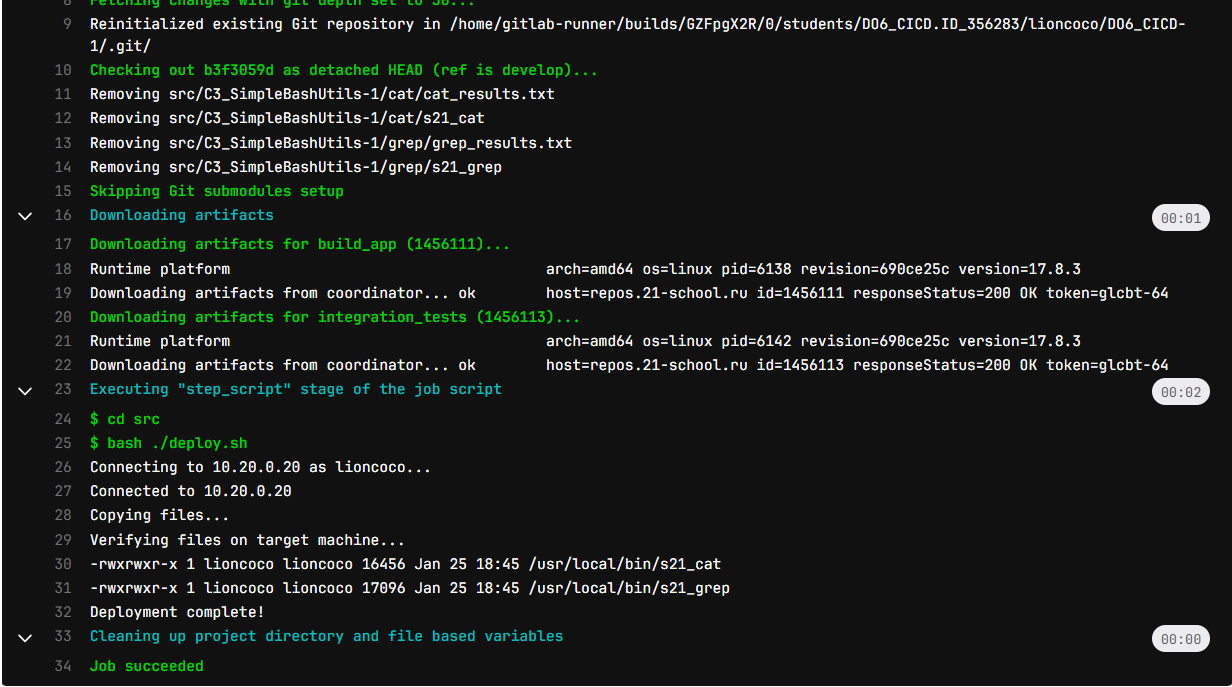 8 Fetching changes with git depth set to 50...
9 Reinitialized existing Git repository in /home/gitlab-runner/builds/GZFpgX2R/0/students/DO6_CICD.ID_356283/lioncoco/DO6_CICD-
1/.git/
10 Checking out b3f3059d as detached HEAD (ref is develop)...
11 Removing src/C3_SimpleBashUtils-1/cat/cat_results.txt
12 Removing src/C3_SimpleBashUtils-1/cat/s21_cat
13 Removing src/C3_SimpleBashUtils-1/grep/grep_results.txt
14 Removing src/C3_SimpleBashUtils-1/grep/s21_grep
15 Skipping Git submodules setup
16 Downloading artifacts 00:01
17 Downloading artifacts for build_app (1456111)...
18 Runtime platform arch=amd64 os=linux pid=6138 revision=690ce25c version=17.8.3
19 Downloading artifacts from coordinator... ok host=repos.21-school.ru id=1456111 responseStatus=200 OK token=glcbt-64
20 Downloading artifacts for integration_tests (1456113)...
21 Runtime platform arch=amd64 os=linux pid=6142 revision=690ce25c version=17.8.3
22 Downloading artifacts from coordinator... ok host=repos.21-school.ru id=1456113 responseStatus=200 OK token=glcbt-64
23 Executing "step_script" stage of the job script 00:02
24 $ cd src
25 $ bash ./deploy.sh
26 Connecting to 10.20.0.20 as lioncoco...
27 Connected to 10.20.0.20
28 Copying files...
29 Verifying files on target machine...
30 -rwxrwxr-x 1 lioncoco lioncoco 16456 Jan 25 18:45 /usr/local/bin/s21_cat
31 -rwxrwxr-x 1 lioncoco lioncoco 17096 Jan 25 18:45 /usr/local/bin/s21_grep
32 Deployment complete!
33 Cleaning up project directory and file based variables 00:00
34 Job succeeded